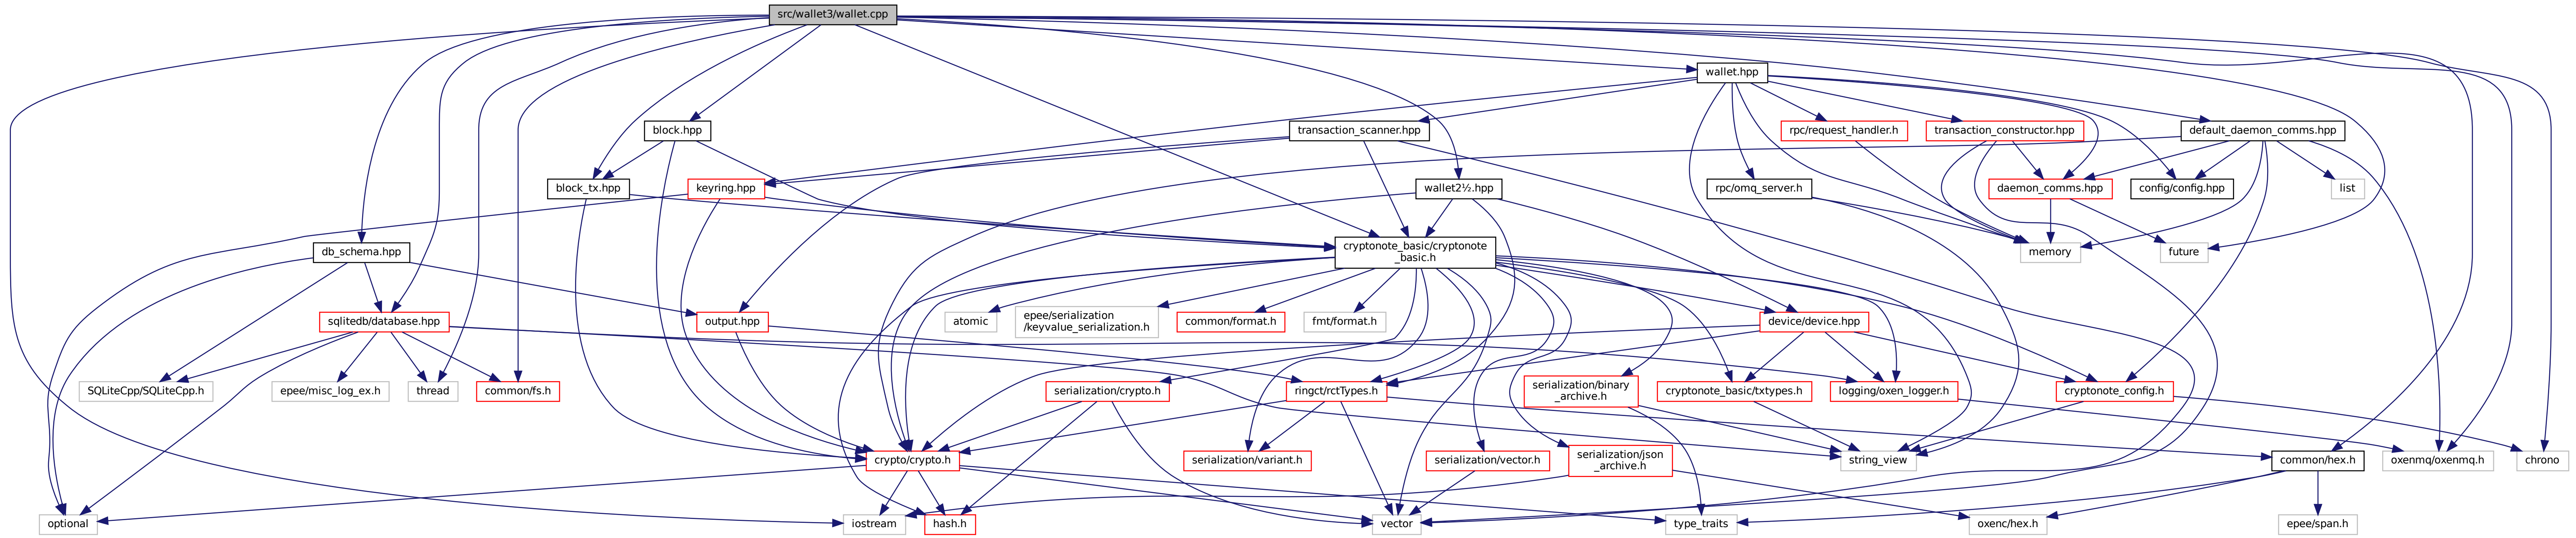 src/wallet3/wallet.cpp
wallet.hpp
block.hpp
transaction_scanner.hpp
rpc/request_handler.h
transaction_constructor.hpp
default_daemon_comms.hpp
block_tx.hpp
keyring.hpp
wallet2½.hpp
rpc/omq_server.h
daemon_comms.hpp
config/config.hpp
list
db_schema.hpp
cryptonote_basic/cryptonote
_basic.h
memory
future
sqlitedb/database.hpp
output.hpp
atomic
epee/serialization
/keyvalue_serialization.h
common/format.h
fmt/format.h
device/device.hpp
SQLiteCpp/SQLiteCpp.h
epee/misc_log_ex.h
thread
common/fs.h
serialization/crypto.h
ringct/rctTypes.h
serialization/binary
_archive.h
cryptonote_basic/txtypes.h
logging/oxen_logger.h
cryptonote_config.h
crypto/crypto.h
serialization/variant.h
serialization/vector.h
serialization/json
_archive.h
string_view
common/hex.h
oxenmq/oxenmq.h
chrono
optional
iostream
hash.h
vector
type_traits
oxenc/hex.h
epee/span.h